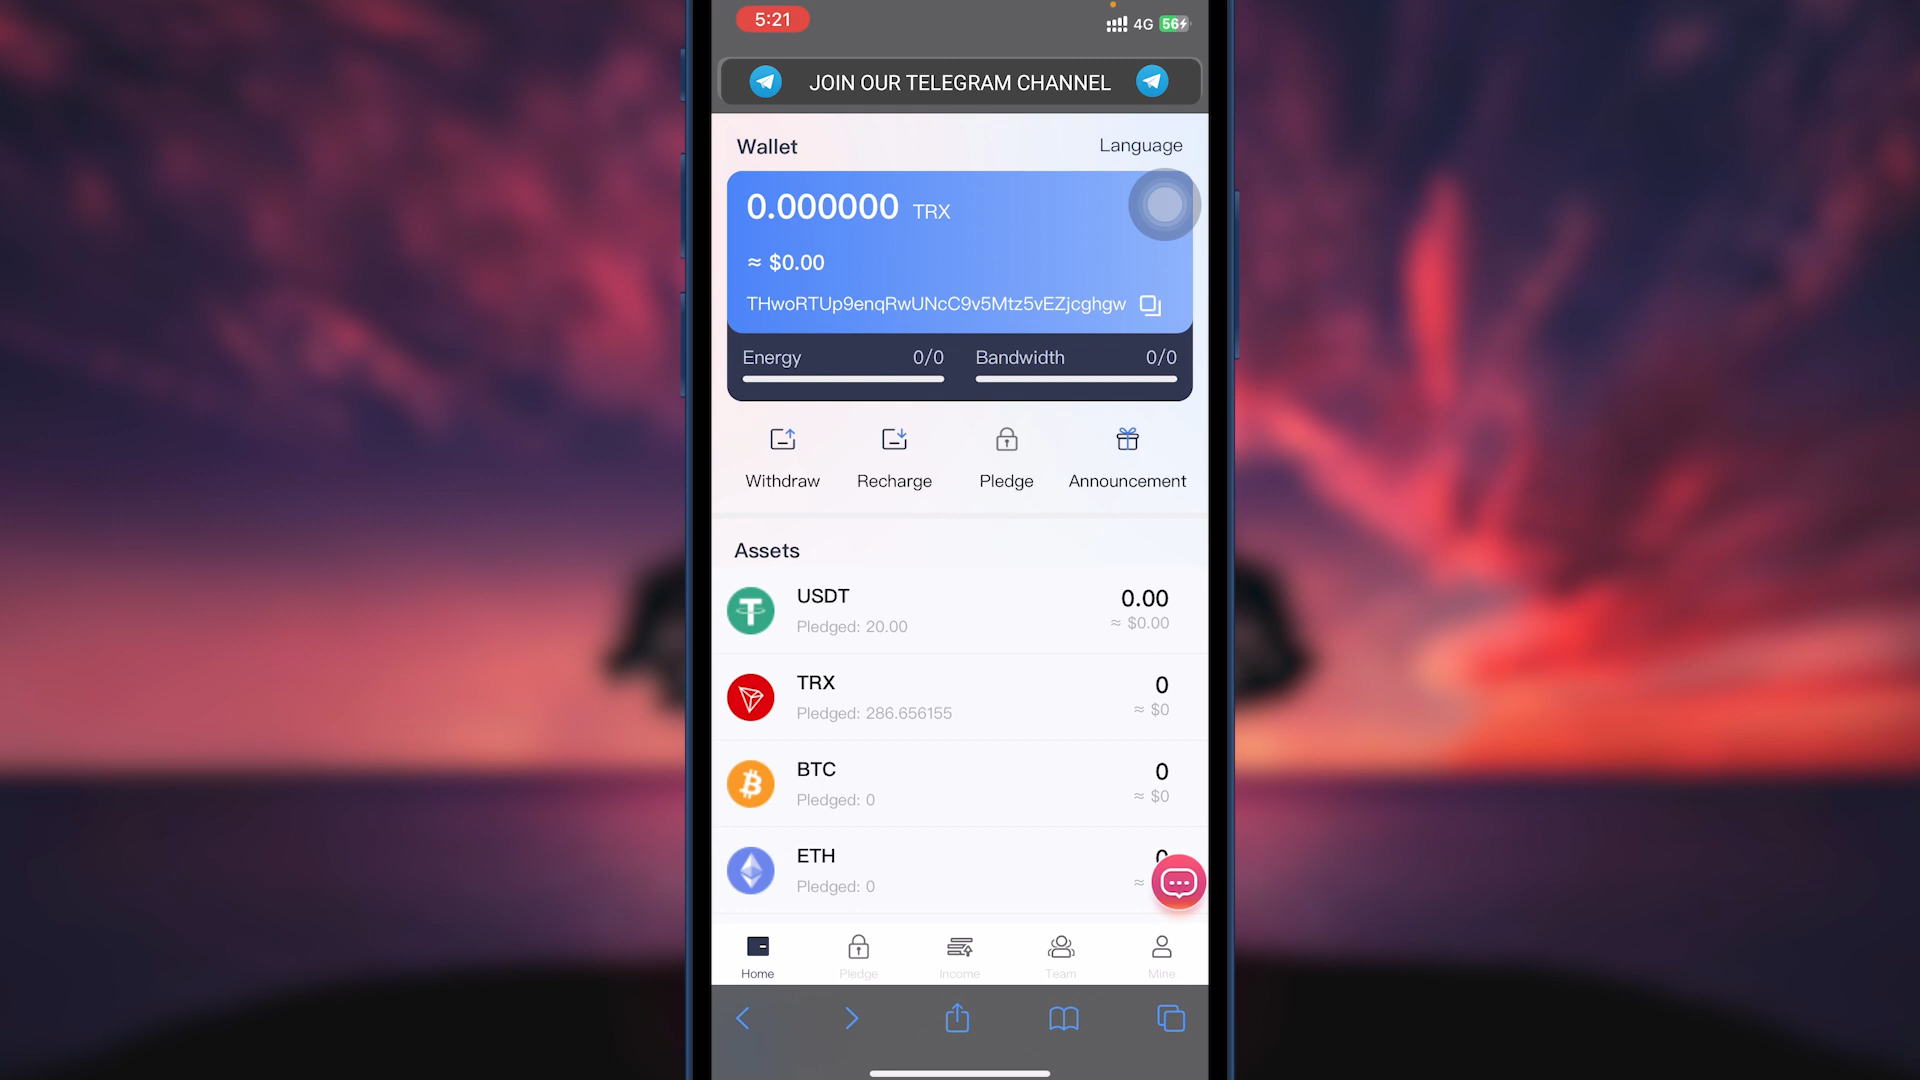 5:21
4G 56
JOIN OUR TELEGRAM CHANNEL
Wallet Language
0.000000 TRX
≈ $0.00
THwoRTUp9enqRwUNcC9v5Mtz5vEZjcghgw
Energy 0/0 Bandwidth 0/0
Withdraw Recharge Pledge Announcement
Assets
USDT 0.00
Pledged: 20.00 ≈ $0.00
TRX 0
Pledged: 286.656155 ≈ $0
BTC 0
Pledged: 0 ≈ $0
ETH 0
Pledged: 0 ≈
Home Pledge Income Team Mine